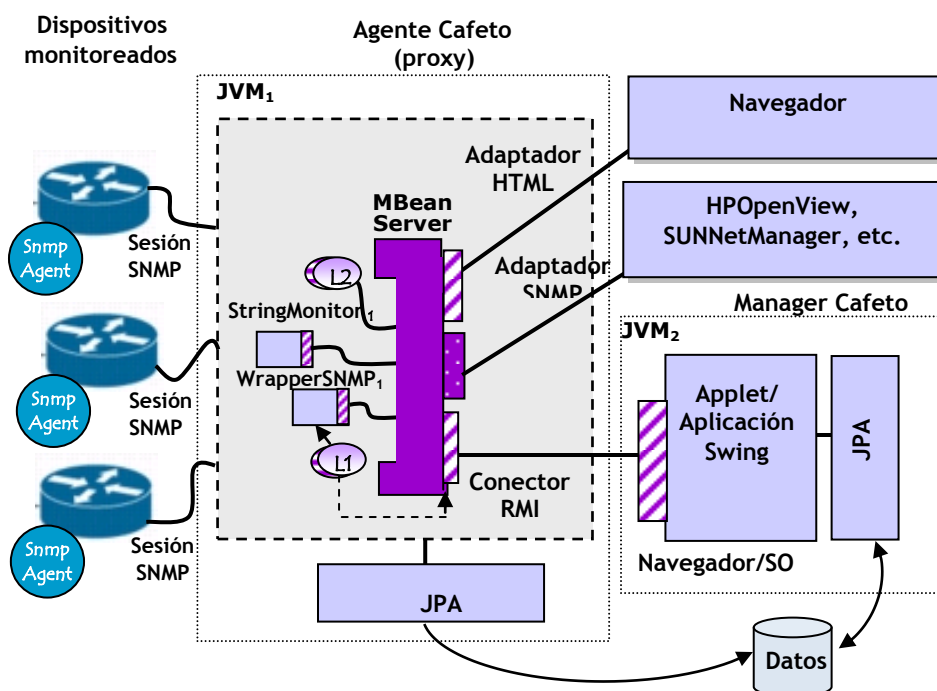 Dispositivos
monitoreados
Agente Cafeto
(proxy)
JVM1
Navegador
Adaptador
HTML
MBean
Server
HPOpenView,
SUNNetManager, etc.
Snmp
Agent
Sesión
SNMP
L2
Adaptador
SNMP
StringMonitor1
Manager Cafeto
JVM2
WrapperSNMP1
Snmp
Agent
Sesión
SNMP
Applet/
Aplicación
Swing
JPA
L1
Conector
RMI
Snmp
Agent
Sesión
SNMP
Navegador/SO
JPA
Datos